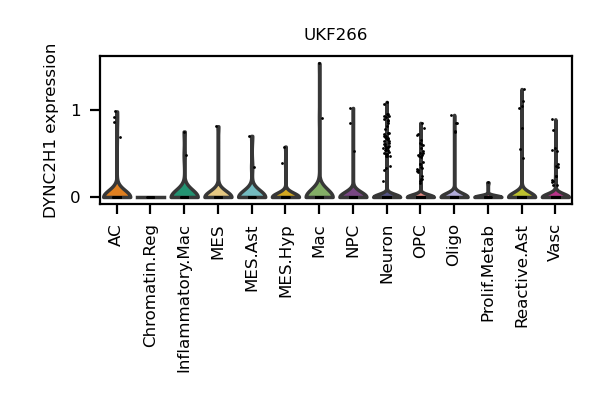 UKF266
DYNC2H1 expression
1
0
AC
Chromatin.Reg
Inflammatory.Mac
MES
MES.Ast
MES.Hyp
Mac
NPC
Neuron
OPC
Oligo
Prolif.Metab
Reactive.Ast
Vasc